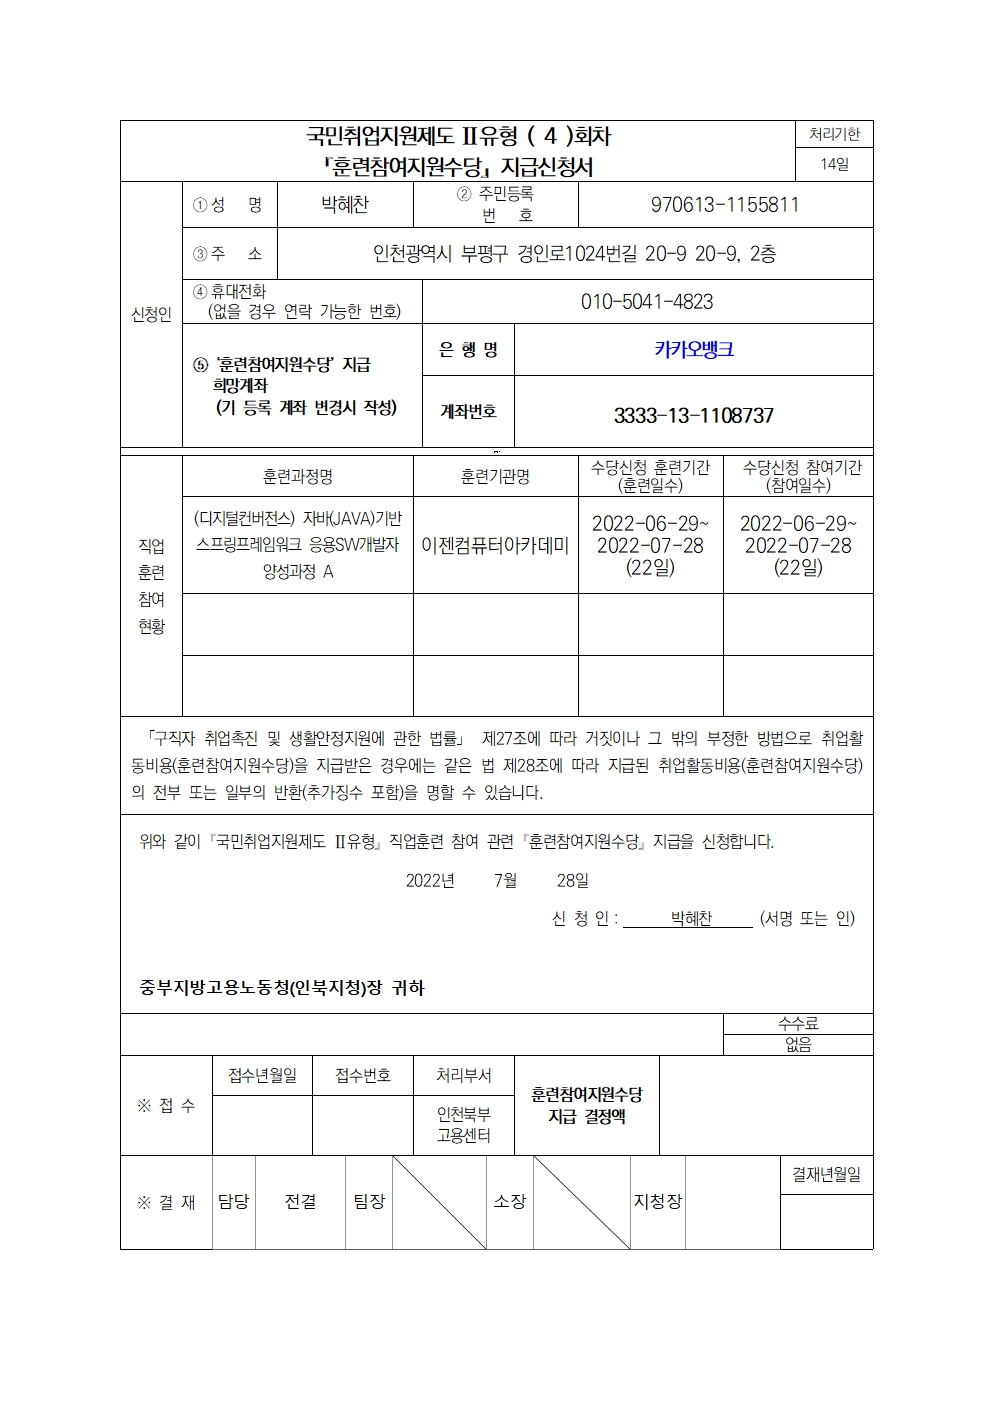 국민취업지원제도 Ⅱ유형 ( 4 )회차
『훈련참여지원수당』 지급신청서
처리기한
14일
신청인
① 성 명
박혜찬
② 주민등록
번 호
970613-1155811
③ 주 소
인천광역시 부평구 경인로1024번길 20-9 20-9, 2층
④ 휴대전화
(없을 경우 연락 가능한 번호)
010-5041-4823
⑤ ‘훈련참여지원수당’ 지급
희망계좌
(기 등록 계좌 변경시 작성)
은 행 명
카카오뱅크
계좌번호
3333-13-1108737
직업
훈련
참여
현황
훈련과정명
훈련기관명
수당신청 훈련기간
(훈련일수)
수당신청 참여기간
(참여일수)
(디지털컨버전스) 자바(JAVA)기반
스프링프레임워크 응용SW개발자
양성과정 A
이젠컴퓨터아카데미
2022-06-29~
2022-07-28
(22일)
2022-06-29~
2022-07-28
(22일)
「구직자 취업촉진 및 생활안정지원에 관한 법률」 제27조에 따라 거짓이나 그 밖의 부정한 방법으로 취업활
동비용(훈련참여지원수당)을 지급받은 경우에는 같은 법 제28조에 따라 지급된 취업활동비용(훈련참여지원수당)
의 전부 또는 일부의 반환(추가징수 포함)을 명할 수 있습니다.
위와 같이 『국민취업지원제도 Ⅱ유형』 직업훈련 참여 관련 『훈련참여지원수당』 지급을 신청합니다.
2022년 7월 28일
신 청 인 : 박혜찬 (서명 또는 인)
중부지방고용노동청(인북지청)장 귀하
수수료
없음
※ 접 수
접수년월일
접수번호
처리부서
인천북부
고용센터
훈련참여지원수당
지급 결정액
※ 결 재
담당
전결
팀장
소장
지청장
결재년월일